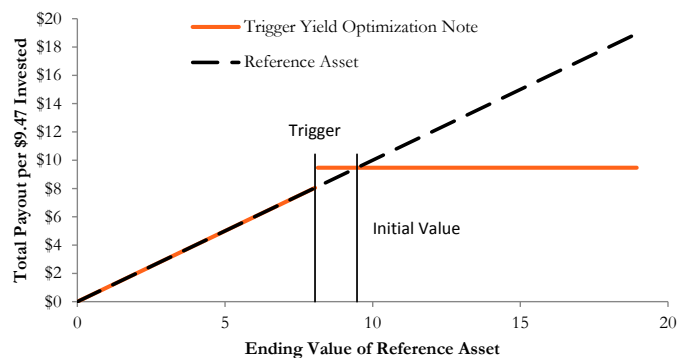 $20
$18
$16
$14
$12
$10
$8
$6
$4
$2
$0
Total Payout per $9.47 Invested
Trigger Yield Optimization Note
Reference Asset
Trigger
Initial Value
0 5 10 15 20
Ending Value of Reference Asset